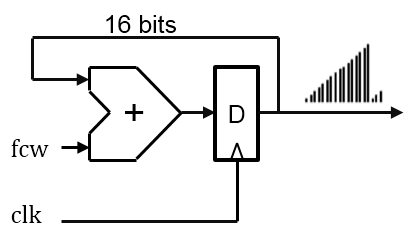 16 bits
+
D
fcw
clk